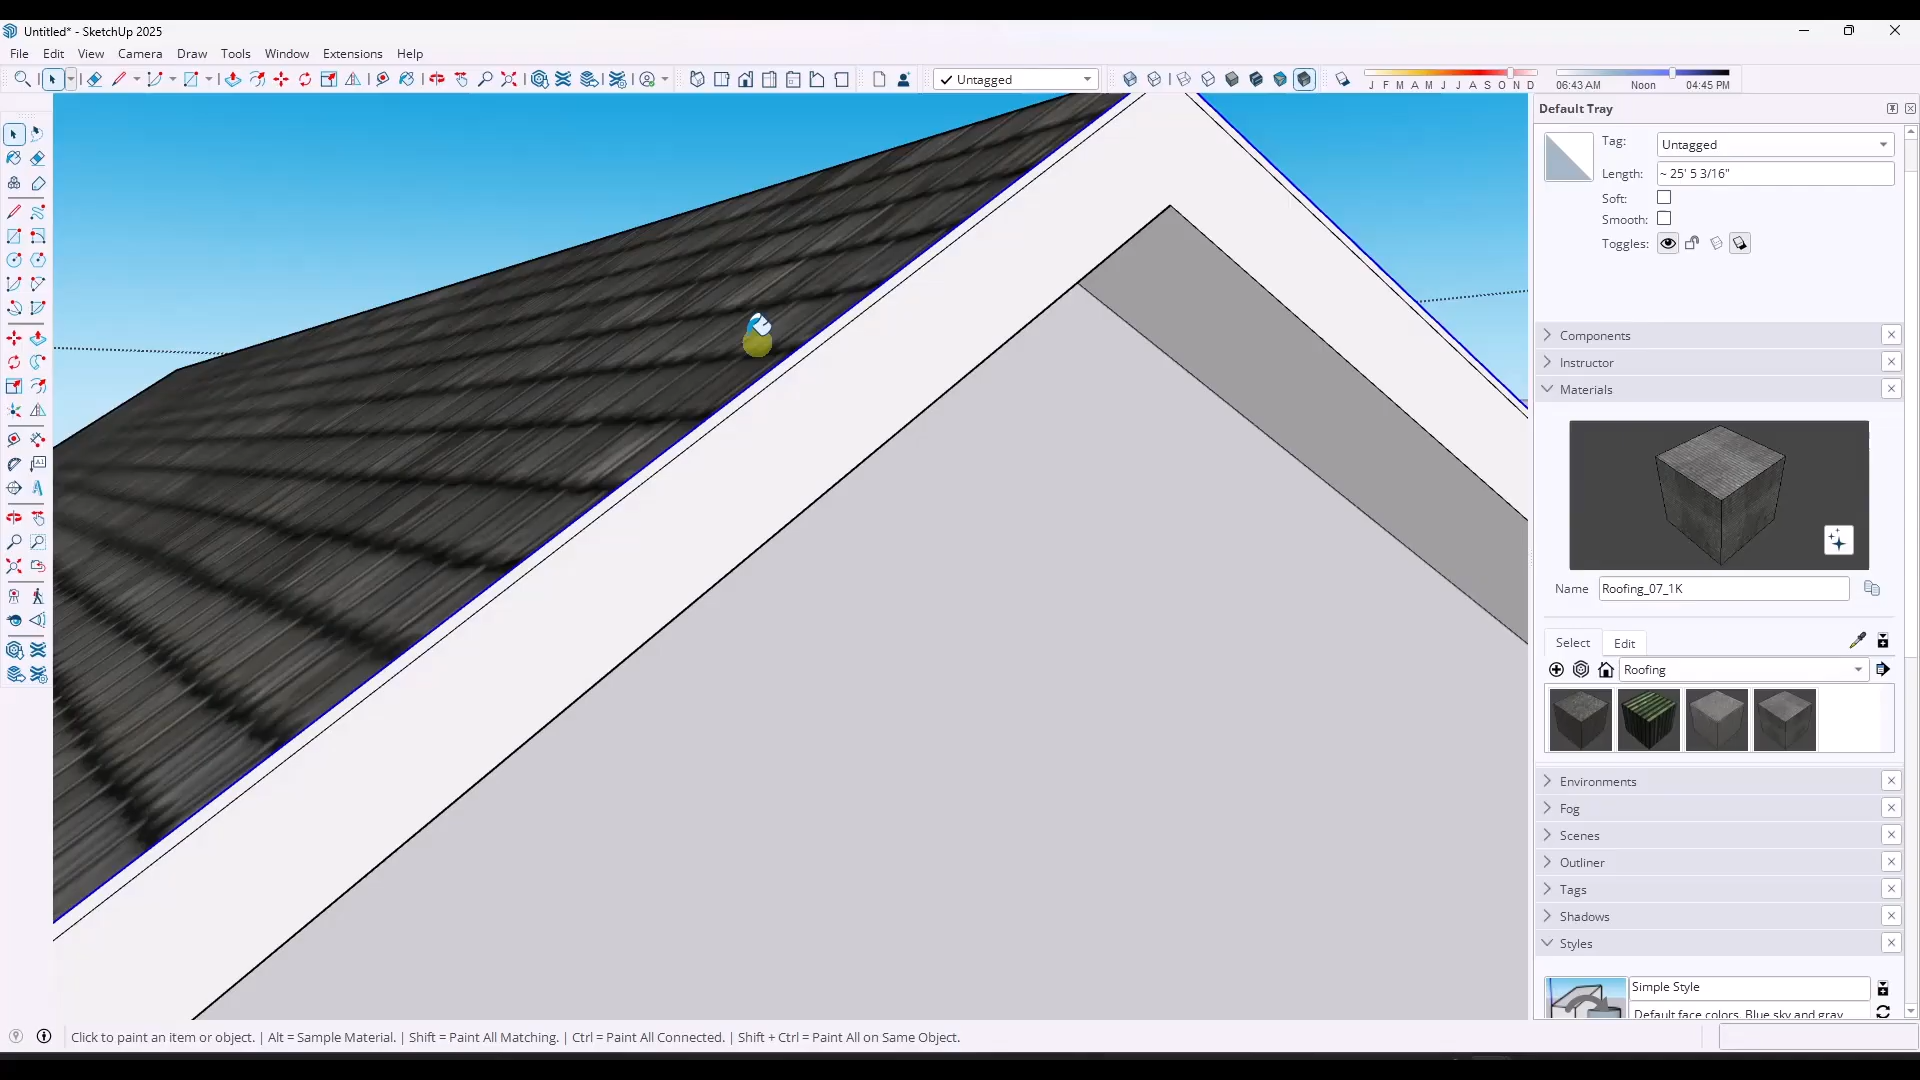 Untitled* - SketchUp 2025
File Edit View Camera Draw Tools Window Extensions Help
Untagged
J F M A M J J A S O N D
06:43 AM Noon 04:45 PM
Default Tray
Tag: Untagged
Length: ~ 25' 5 3/16"
Soft:
Smooth:
Toggles:
Components
Instructor
Materials
Name Roofing_07_1K
Select Edit
Roofing
Environments
Fog
Scenes
Outliner
Tags
Shadows
Styles
Simple Style
Default face colors. Blue sky and gray
Click to paint an item or object. | Alt = Sample Material. | Shift = Paint All Matching. | Ctrl = Paint All Connected. | Shift + Ctrl = Paint All on Same Object.